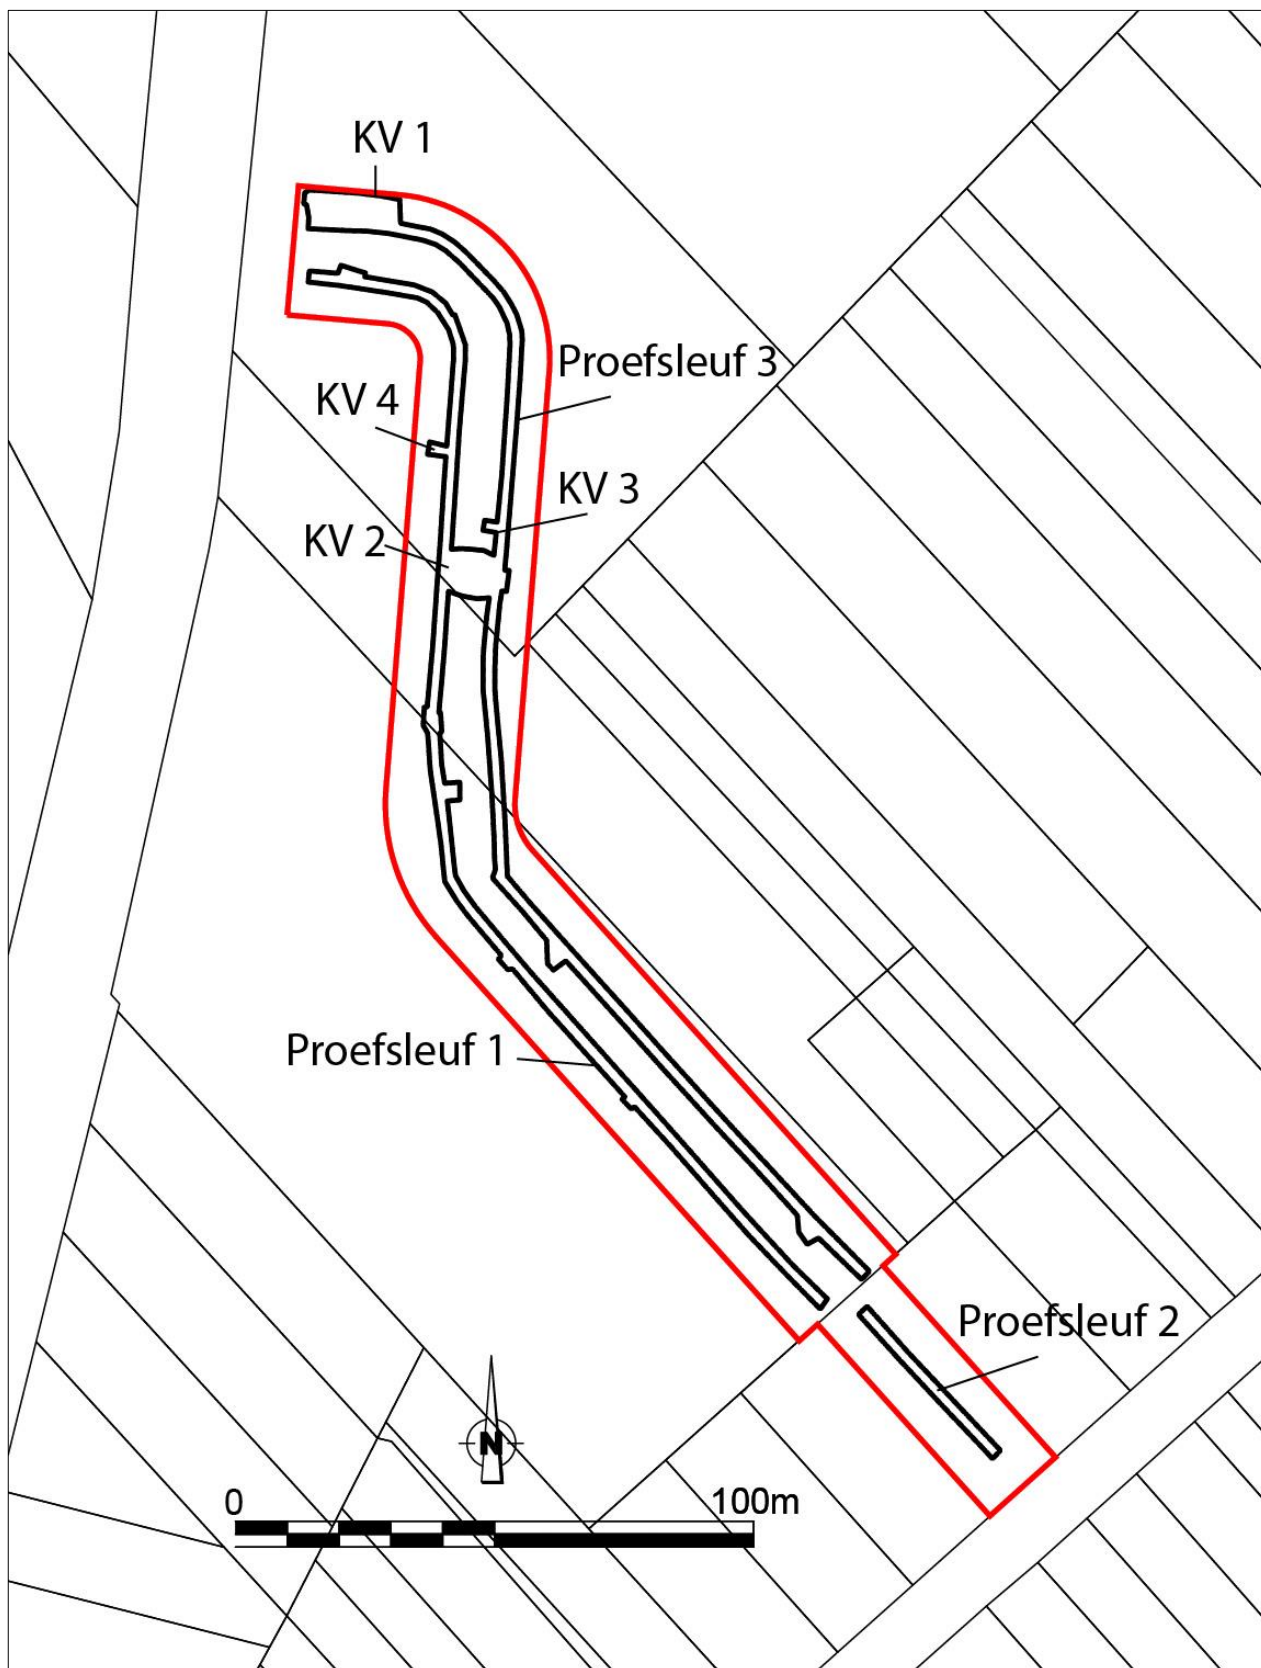 KV 1
Proefsleuf 3
KV 4
KV 3
KV 2
Proefsleuf 1
Proefsleuf 2
N
0 100m